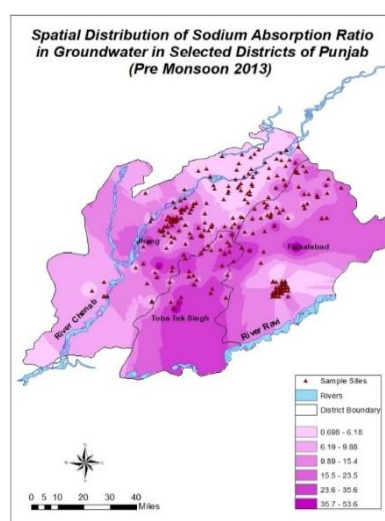 Spatial Distribution of Sodium Absorption Ratio
in Groundwater in Selected Districts of Punjab
(Pre Monsoon 2013)
Jhang
Faisalabad
Toba Tek Singh
River Chenab
River Ravi
Sample Sites
Rivers
District Boundary
0.698 - 6.18
6.19 - 9.88
9.89 - 15.4
15.5 - 23.5
23.6 - 35.6
35.7 - 53.6
0 5 10 20 30 40
Miles